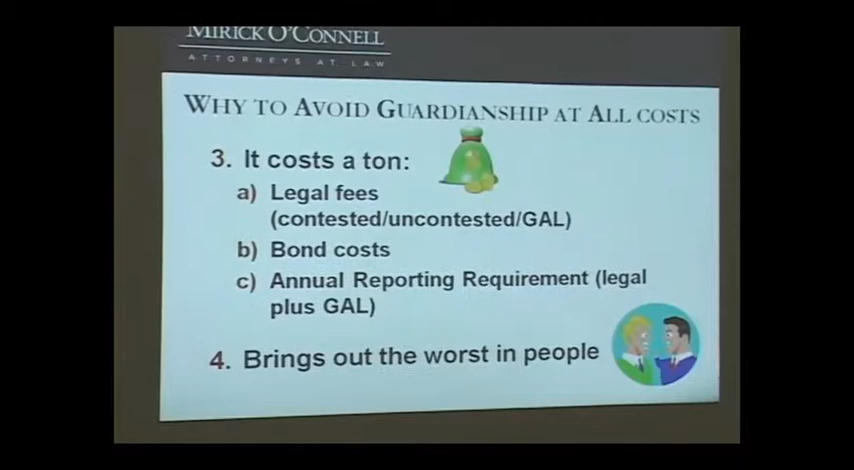 MIRICK O'CONNELL
ATTORNEYS AT LAW
WHY TO AVOID GUARDIANSHIP AT ALL COSTS
3. It costs a ton:
a) Legal fees
(contested/uncontested/GAL)
b) Bond costs
c) Annual Reporting Requirement (legal
plus GAL)
4. Brings out the worst in people